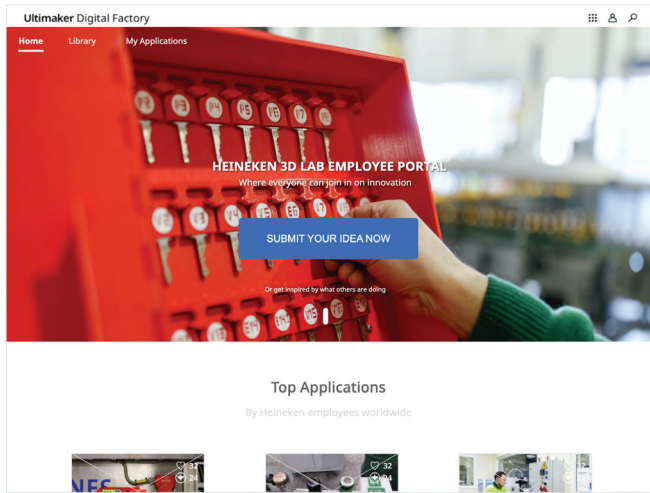 Ultimaker Digital Factory
Home Library My Applications
HEINEKEN 3D LAB EMPLOYEE PORTAL
Where everyone can join in on innovation
SUBMIT YOUR IDEA NOW
Or get inspired by what others are doing
Top Applications
By Heineken employees worldwide
32 32 32
24 24 24